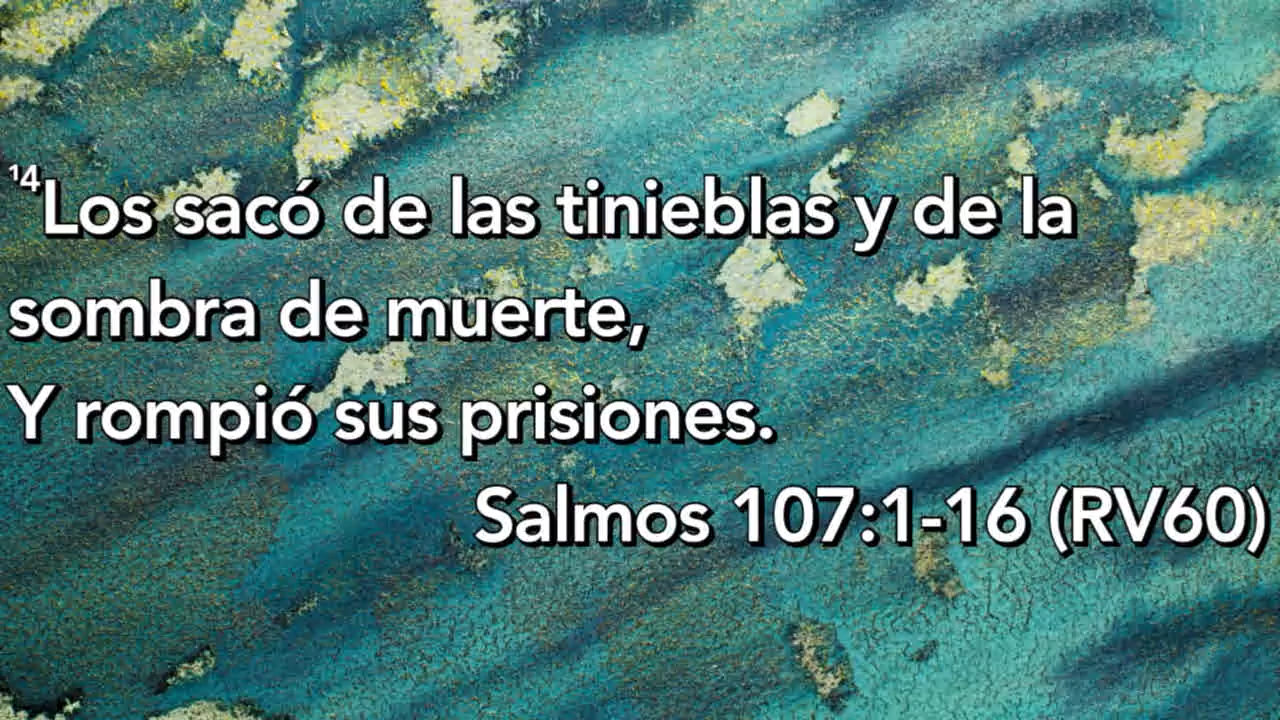 ¹⁴Los sacó de las tinieblas y de la
sombra de muerte,
Y rompió sus prisiones.
Salmos 107:1-16 (RV60)